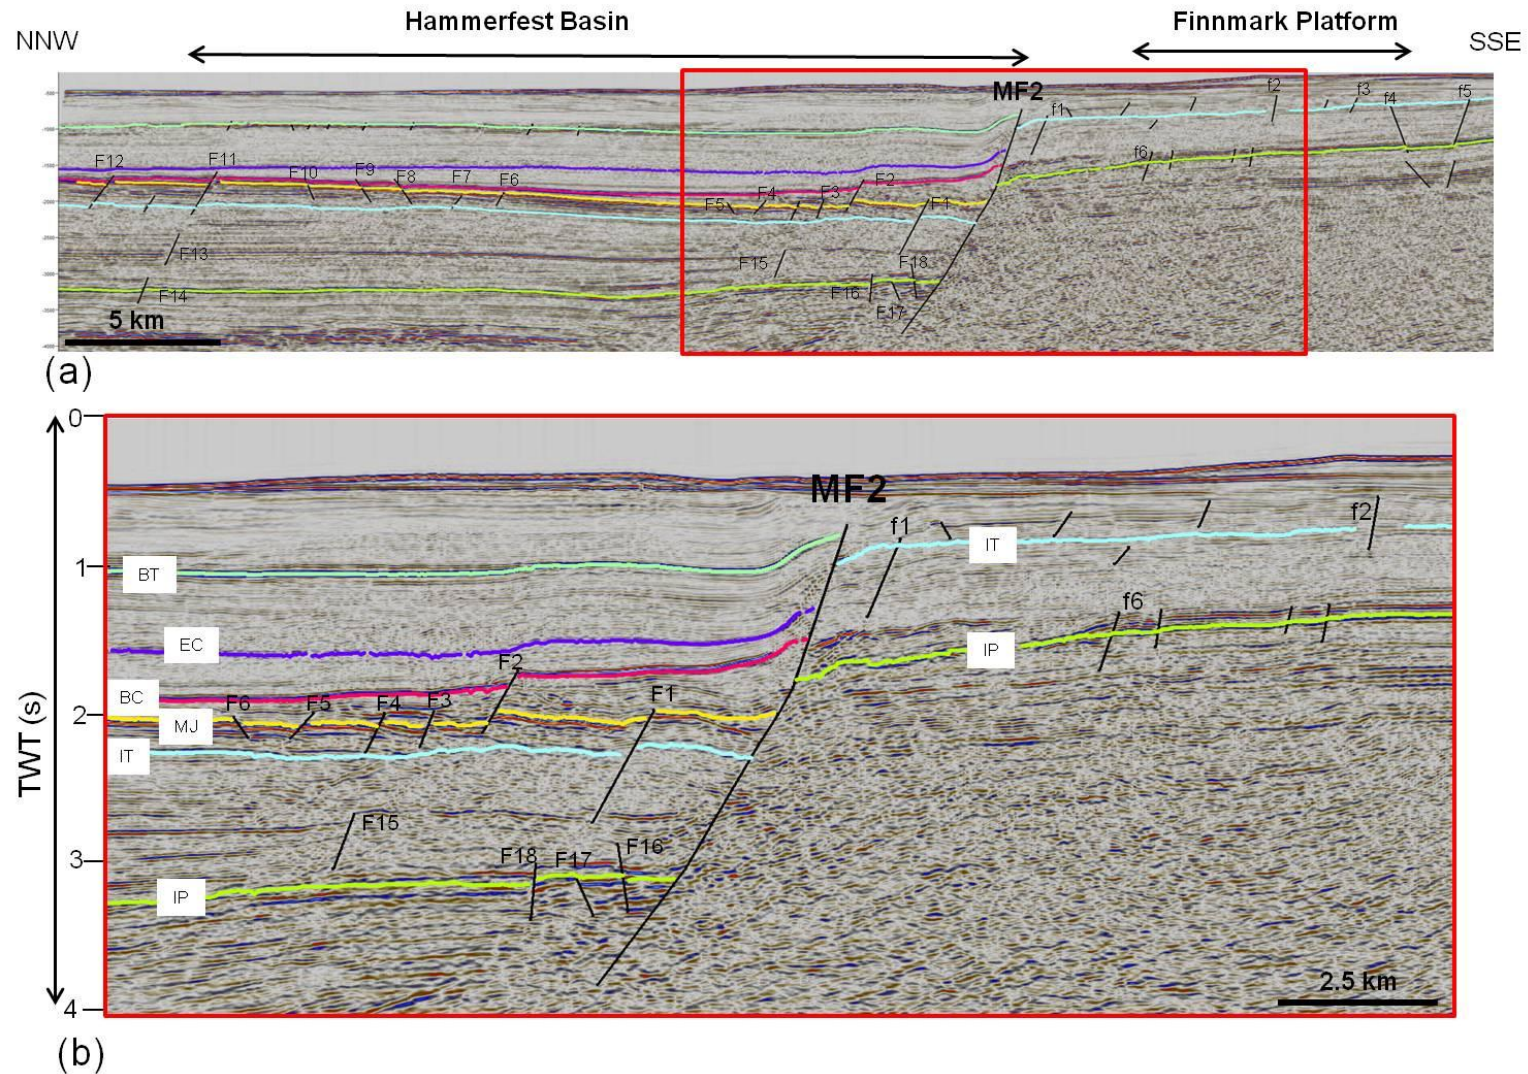 Hammerfest Basin
Finnmark Platform
NNW
SSE
MF2
f1
f2
f3
f4
f5
f6
F12
F11
F10
F9
F8
F7
F6
F5
F4
F3
F2
F1
F13
F14
F15
F18
F16
F17
5 km
(a)
0
1
2
3
4
TWT (s)
MF2
f1
f2
IT
f6
IP
BT
EC
BC
MJ
IT
IP
F6
F5
F4
F3
F2
F1
F15
F18
F17
F16
2.5 km
(b)